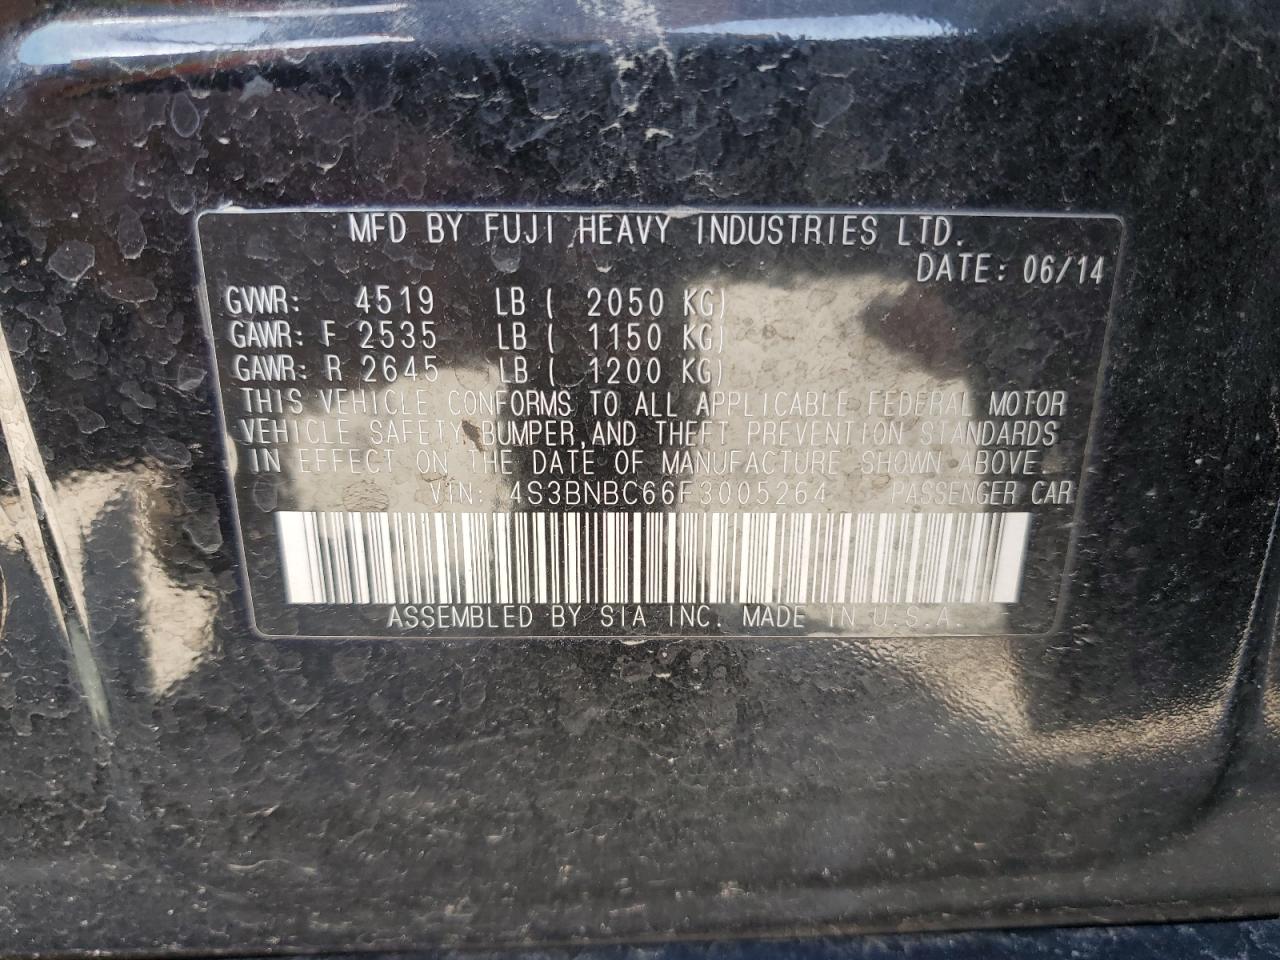 MFD BY FUJI HEAVY INDUSTRIES LTD.
DATE: 06/14
GVWR: 4519 LB ( 2050 KG)
GAWR: F 2535 LB ( 1150 KG)
GAWR: R 2645 LB ( 1200 KG)
THIS VEHICLE CONFORMS TO ALL APPLICABLE FEDERAL MOTOR
VEHICLE SAFETY, BUMPER, AND THEFT PREVENTION STANDARDS
IN EFFECT ON THE DATE OF MANUFACTURE SHOWN ABOVE.
VIN: 4S3BNBC66F3005264 PASSENGER CAR
ASSEMBLED BY SIA INC. MADE IN U.S.A.